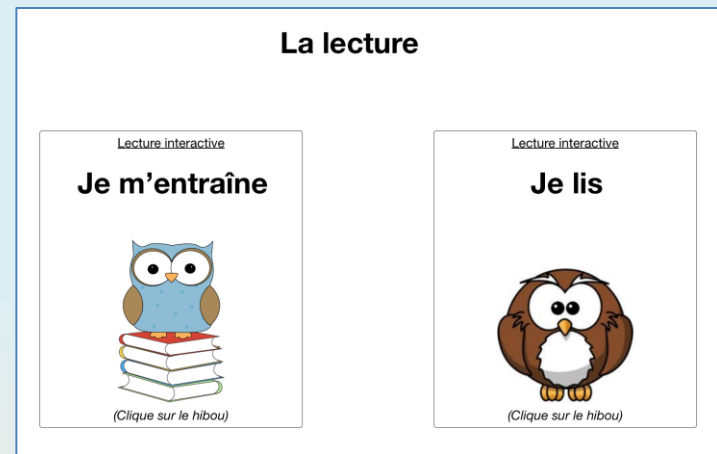 La lecture
Lecture interactive
Je m'entraîne
(Clique sur le hibou)
Lecture interactive
Je lis
(Clique sur le hibou)